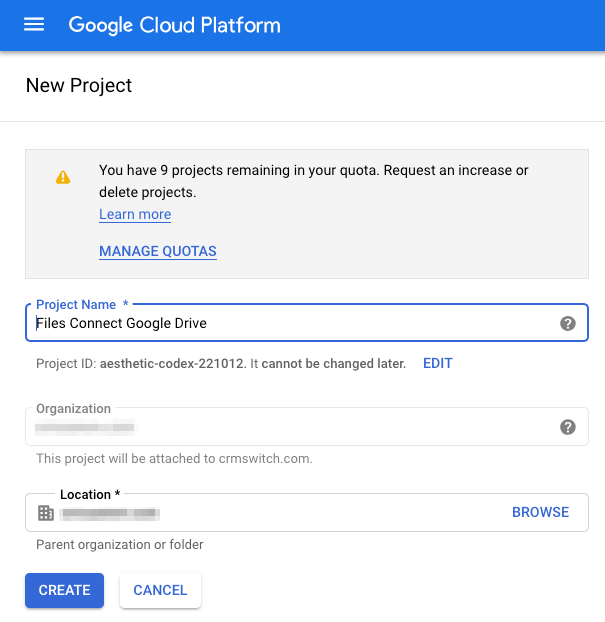 Google Cloud Platform
New Project
You have 9 projects remaining in your quota. Request an increase or
delete projects.
Learn more
MANAGE QUOTAS
Project Name *
Files Connect Google Drive
Project ID: aesthetic-codex-221012. It cannot be changed later. EDIT
Organization
This project will be attached to crmswitch.com.
Location *
BROWSE
Parent organization or folder
CREATE CANCEL